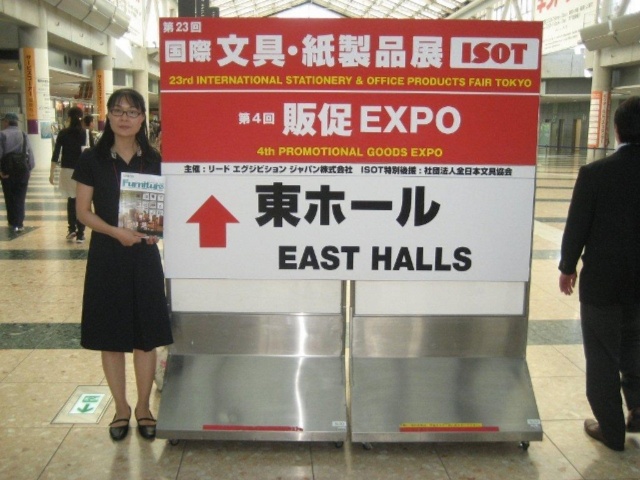 第23回
国際 文具・紙製品展 ISOT
23rd INTERNATIONAL STATIONERY & OFFICE PRODUCTS FAIR TOKYO
第4回 販促 EXPO
4th PROMOTIONAL GOODS EXPO
主催：リード エグジビション ジャパン株式会社 ISOT特別後援：社団法人全日本文具協会
東ホール
EAST HALLS
Furniture